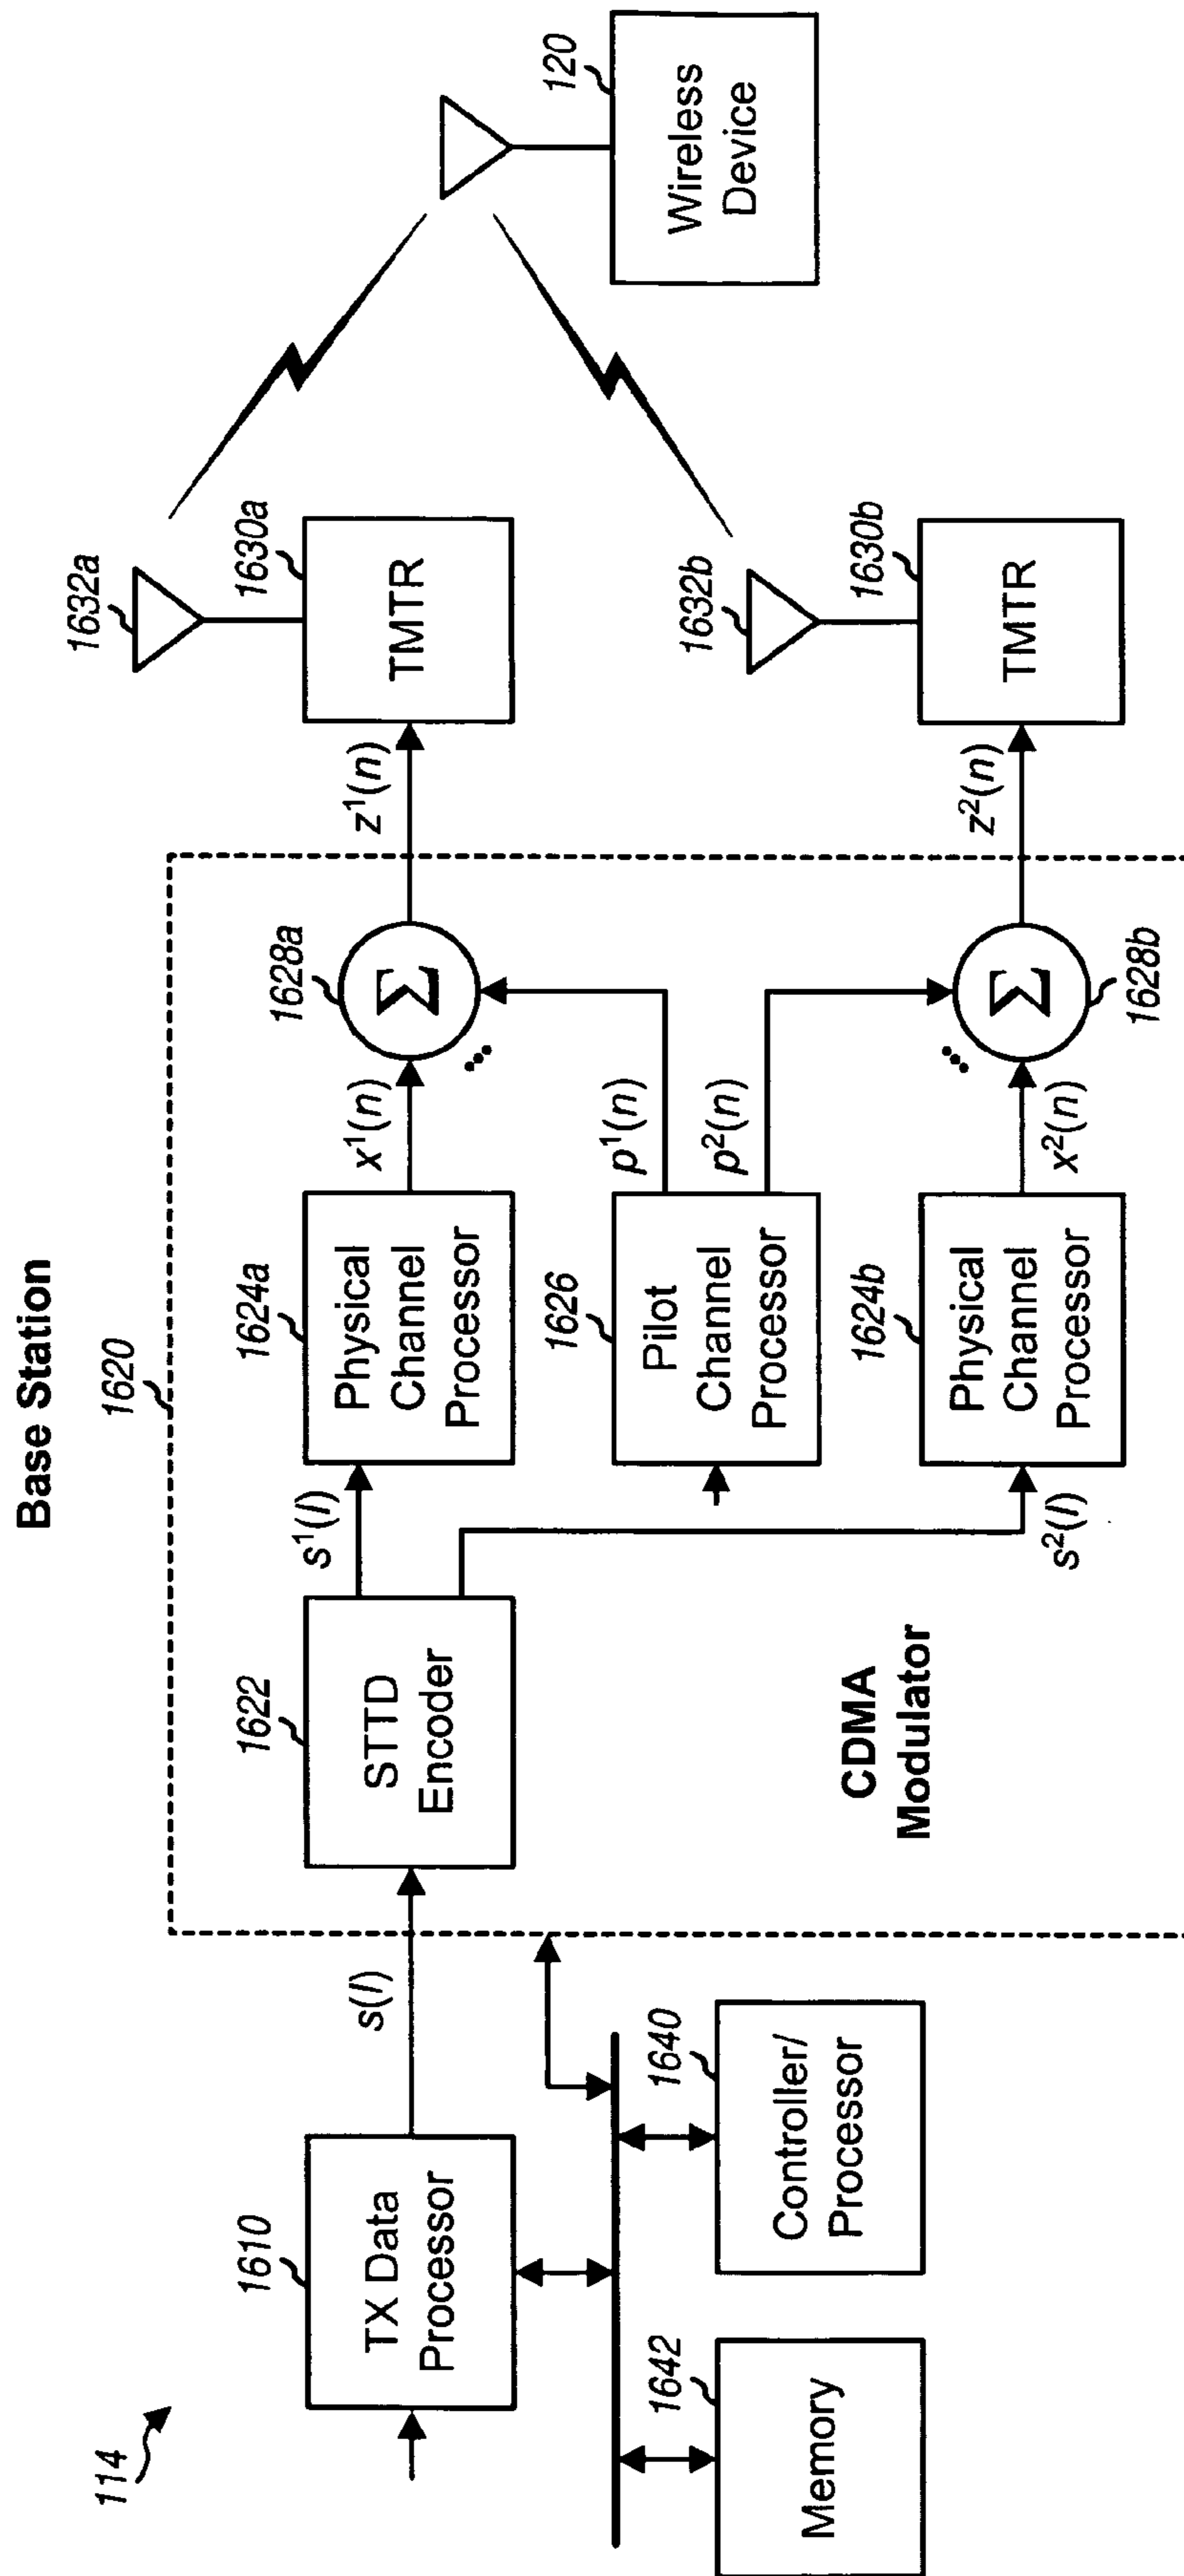 Base Station
114
1610
TX Data
Processor
s(l)
1620
1622
STTD
Encoder
s¹(l)
s²(l)
1624a
Physical
Channel
Processor
x¹(n)
1628a
Σ
z¹(n)
1630a
TMTR
1632a
1626
Pilot
Channel
Processor
p¹(n)
p²(n)
1624b
Physical
Channel
Processor
x²(n)
1628b
Σ
z²(n)
1630b
TMTR
1632b
120
Wireless
Device
CDMA
Modulator
1642
Memory
1640
Controller/
Processor